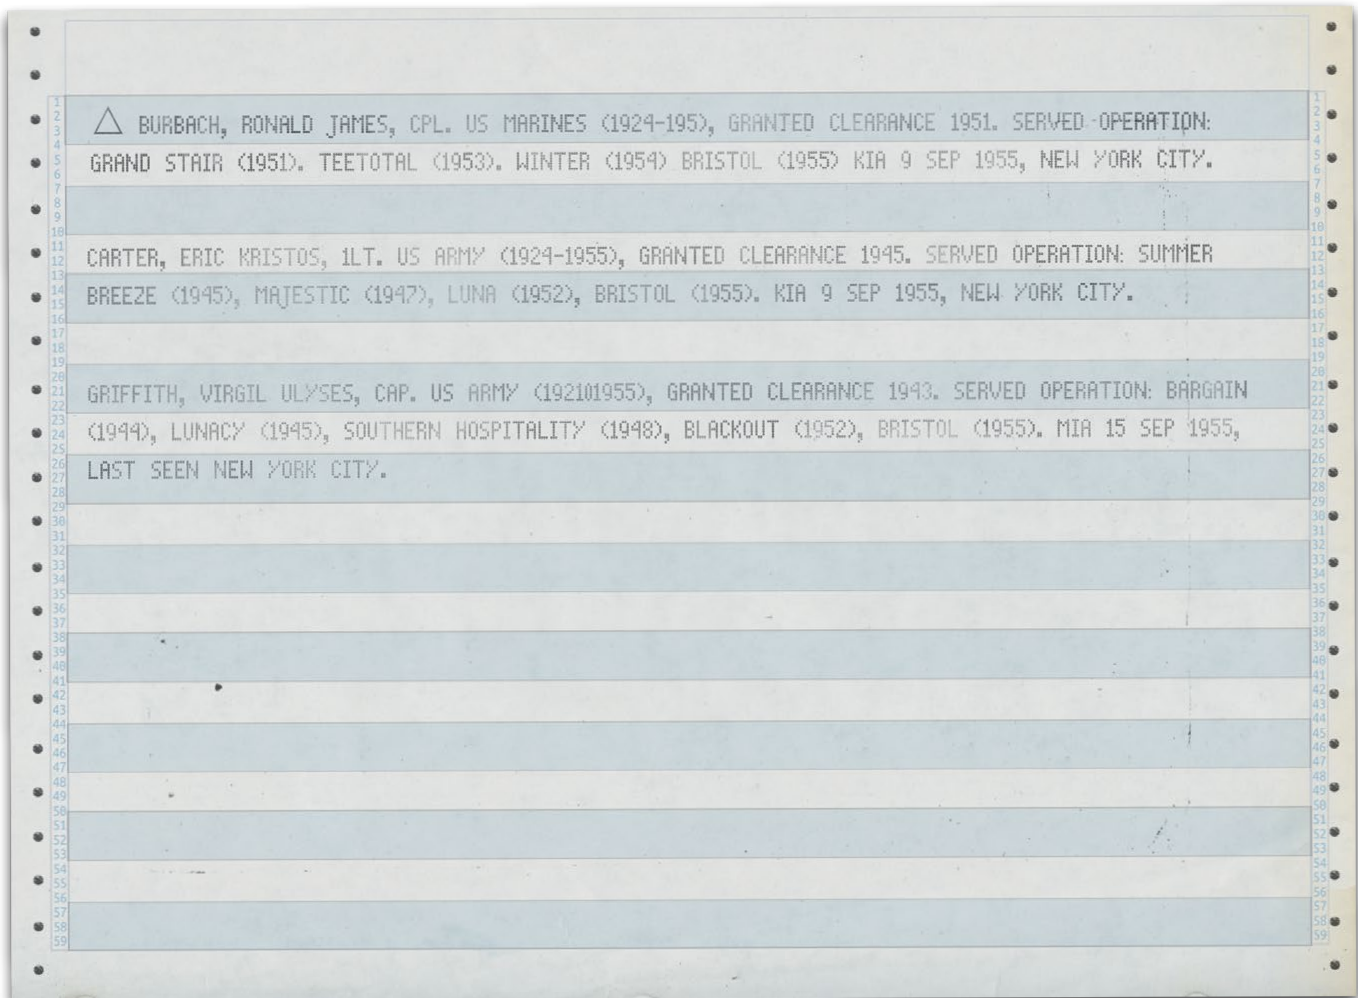 △ BURBACH, RONALD JAMES, CPL. US MARINES (1924-195), GRANTED CLEARANCE 1951. SERVED OPERATION:
GRAND STAIR (1951). TEETOTAL (1953). WINTER (1954) BRISTOL (1955) KIA 9 SEP 1955, NEW YORK CITY.
CARTER, ERIC KRISTOS, 1LT. US ARMY (1924-1955), GRANTED CLEARANCE 1945. SERVED OPERATION: SUMMER
BREEZE (1945), MAJESTIC (1947), LUNA (1952), BRISTOL (1955). KIA 9 SEP 1955, NEW YORK CITY.
GRIFFITH, VIRGIL ULYSES, CAP. US ARMY (192101955), GRANTED CLEARANCE 1943. SERVED OPERATION: BARGAIN
(1944), LUNACY (1945), SOUTHERN HOSPITALITY (1948), BLACKOUT (1952), BRISTOL (1955). MIA 15 SEP 1955,
LAST SEEN NEW YORK CITY.